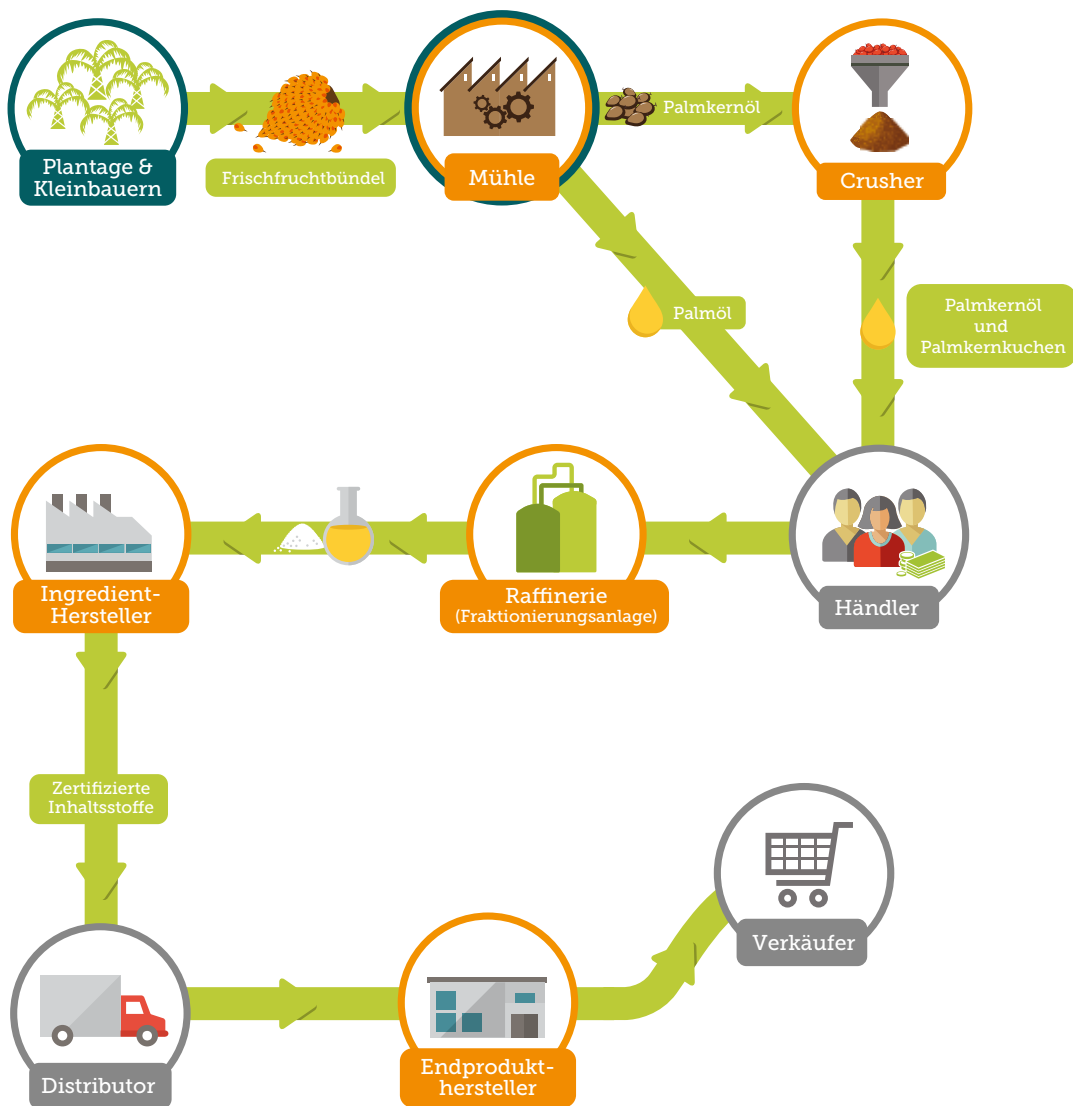 Plantage &
Kleinbauern
Frischfruchtbündel
Mühle
Palmkernöl
Crusher
Palmöl
Palmkernöl
und
Palmkernkuchen
Händler
Raffinerie
(Fraktionierungsanlage)
Ingredient-
Hersteller
Zertifizierte
Inhaltsstoffe
Distributor
Endprodukt-
hersteller
Verkäufer